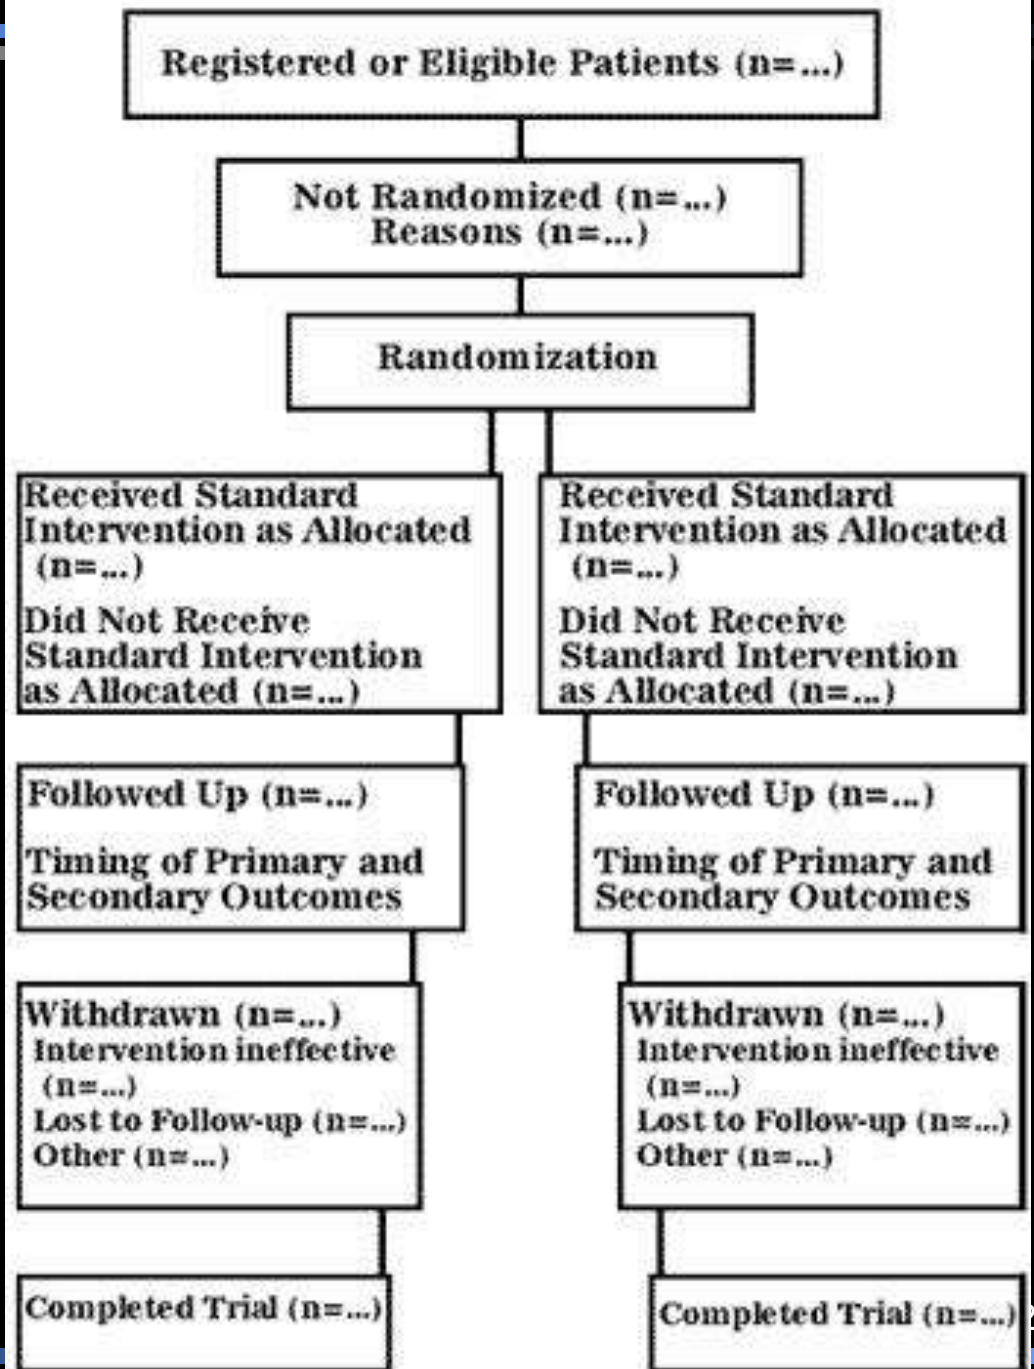 Registered or Eligible Patients (n=...)
Not Randomized (n=...)
Reasons (n=...)
Randomization
Received Standard
Intervention as Allocated
(n=...)
Did Not Receive
Standard Intervention
as Allocated (n=...)
Received Standard
Intervention as Allocated
(n=...)
Did Not Receive
Standard Intervention
as Allocated (n=...)
Followed Up (n=...)
Timing of Primary and
Secondary Outcomes
Followed Up (n=...)
Timing of Primary and
Secondary Outcomes
Withdrawn (n=...)
Intervention ineffective
(n=...)
Lost to Follow-up (n=...)
Other (n=...)
Withdrawn (n=...)
Intervention ineffective
(n=...)
Lost to Follow-up (n=...)
Other (n=...)
Completed Trial (n=...)
Completed Trial (n=...)